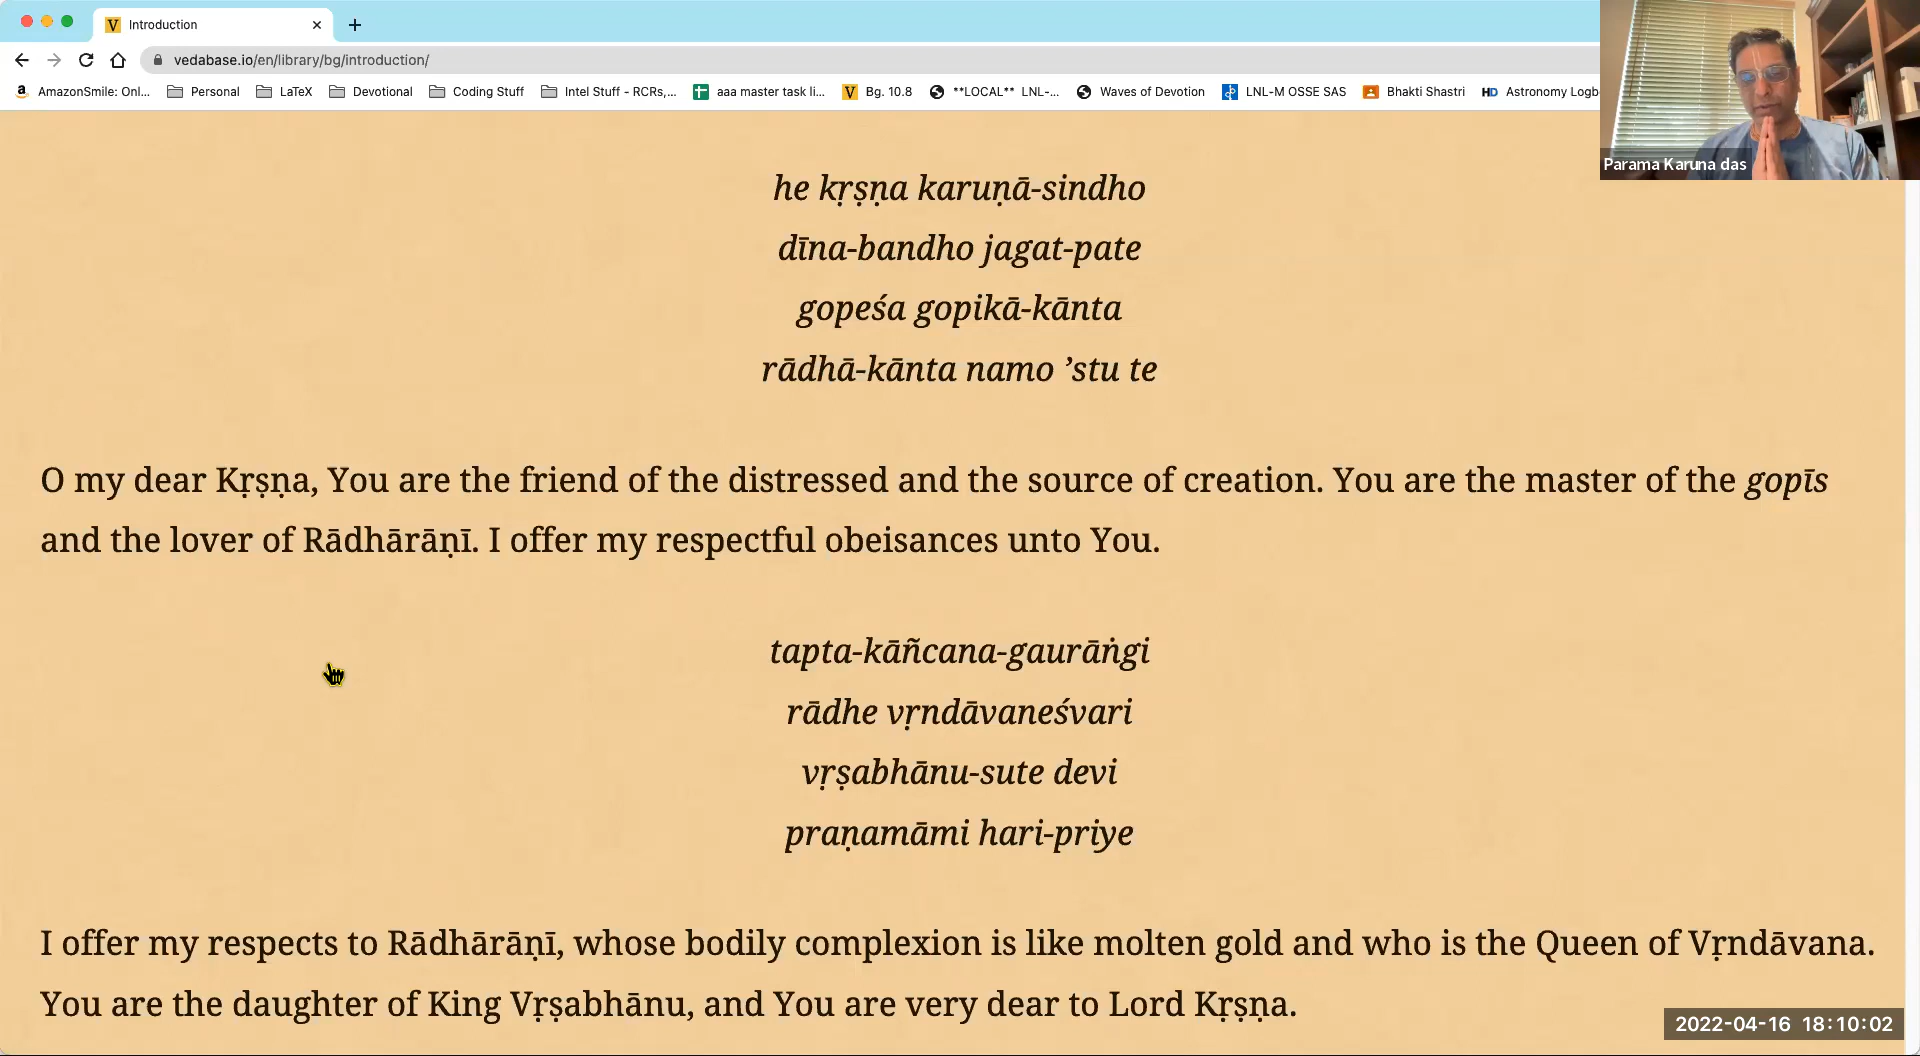 Introduction
vedabase.io/en/library/bg/introduction/
AmazonSmile: Onl... Personal LaTeX Devotional Coding Stuff Intel Stuff - RCRs,... aaa master task li... Bg. 10.8 **LOCAL** LNL-... Waves of Devotion LNL-M OSSE SAS Bhakti Shastri Astronomy Logb
Parama Karuna das
he kṛṣṇa karuṇā-sindho
dīna-bandho jagat-pate
gopeśa gopikā-kānta
rādhā-kānta namo ’stu te
O my dear Kṛṣṇa, You are the friend of the distressed and the source of creation. You are the master of the gopīs
and the lover of Rādhārāṇī. I offer my respectful obeisances unto You.
tapta-kāñcana-gaurāṅgi
rādhe vṛndāvaneśvari
vṛṣabhānu-sute devi
praṇamāmi hari-priye
I offer my respects to Rādhārāṇī, whose bodily complexion is like molten gold and who is the Queen of Vṛndāvana.
You are the daughter of King Vṛṣabhānu, and You are very dear to Lord Kṛṣṇa.
2022-04-16 18:10:02